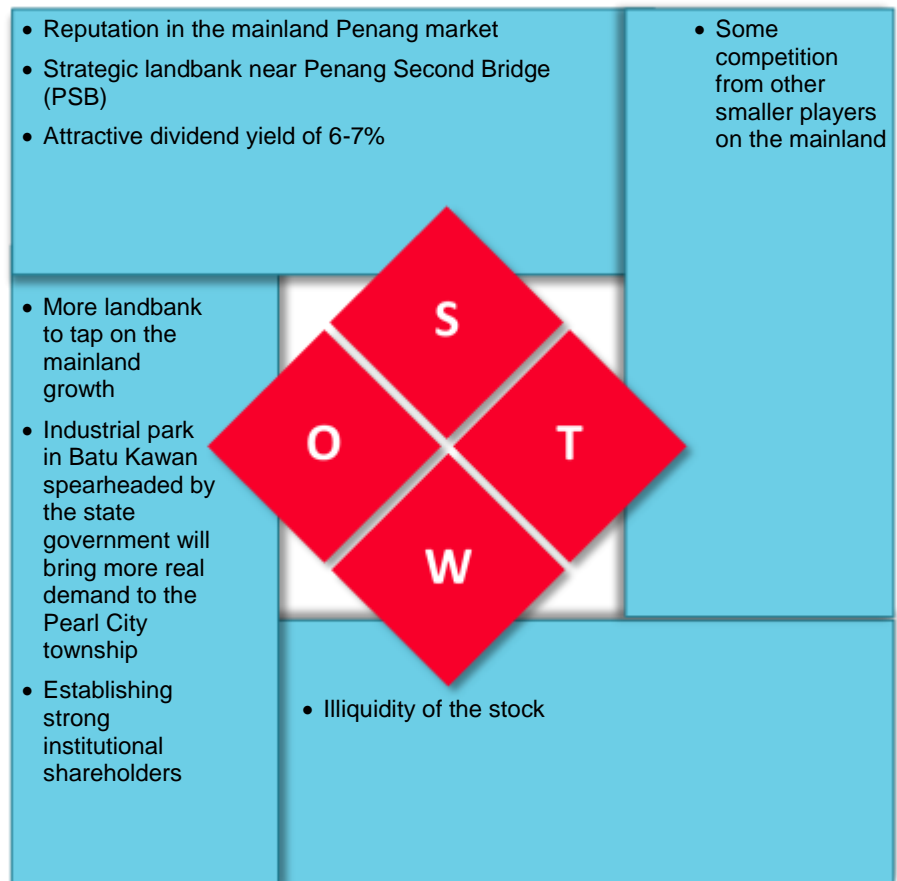 • Reputation in the mainland Penang market
• Strategic landbank near Penang Second Bridge
(PSB)
• Attractive dividend yield of 6-7%
• Some
competition
from other
smaller players
on the mainland
• More landbank
to tap on the
mainland
growth
• Industrial park
in Batu Kawan
spearheaded by
the state
government will
bring more real
demand to the
Pearl City
township
• Establishing
strong
institutional
shareholders
S
O
T
W
• Illiquidity of the stock